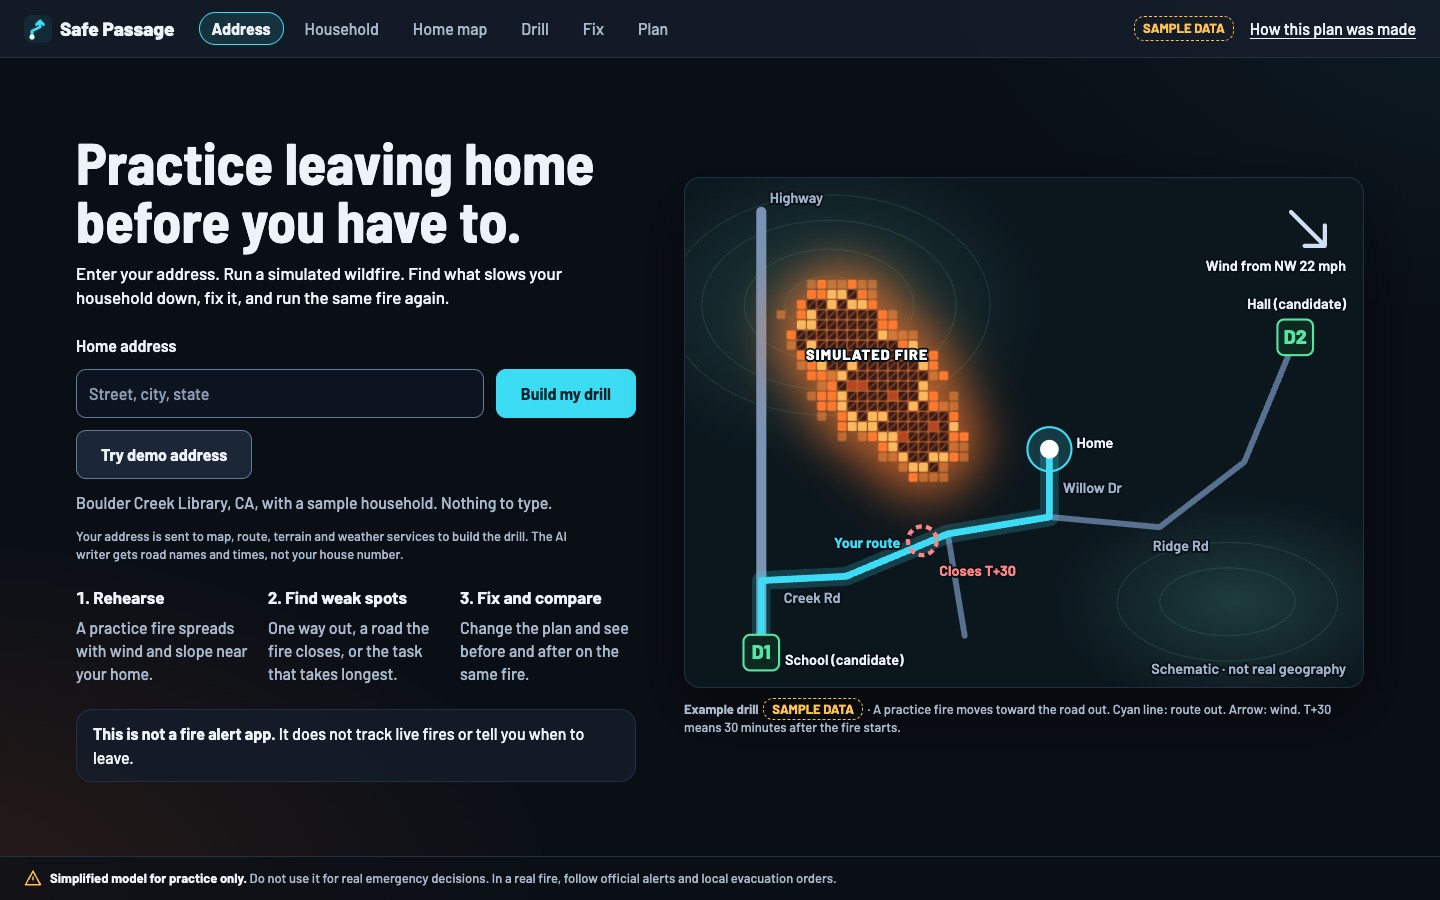 Safe Passage
Address
Household
Home map
Drill
Fix
Plan
SAMPLE DATA
How this plan was made
Practice leaving home
before you have to.
Enter your address. Run a simulated wildfire. Find what slows your
household down, fix it, and run the same fire again.
Home address
Street, city, state
Build my drill
Try demo address
Boulder Creek Library, CA, with a sample household. Nothing to type.
Your address is sent to map, route, terrain and weather services to build the drill. The AI
writer gets road names and times, not your house number.
1. Rehearse
A practice fire spreads
with wind and slope near
your home.
2. Find weak spots
One way out, a road the
fire closes, or the task
that takes longest.
3. Fix and compare
Change the plan and see
before and after on the
same fire.
This is not a fire alert app. It does not track live fires or tell you when to
leave.
Highway
Wind from NW 22 mph
Hall (candidate)
D2
SIMULATED FIRE
Home
Willow Dr
Your route
Ridge Rd
Closes T+30
Creek Rd
D1
School (candidate)
Schematic · not real geography
Example drill SAMPLE DATA · A practice fire moves toward the road out. Cyan line: route out. Arrow: wind. T+30
means 30 minutes after the fire starts.
Simplified model for practice only. Do not use it for real emergency decisions. In a real fire, follow official alerts and local evacuation orders.